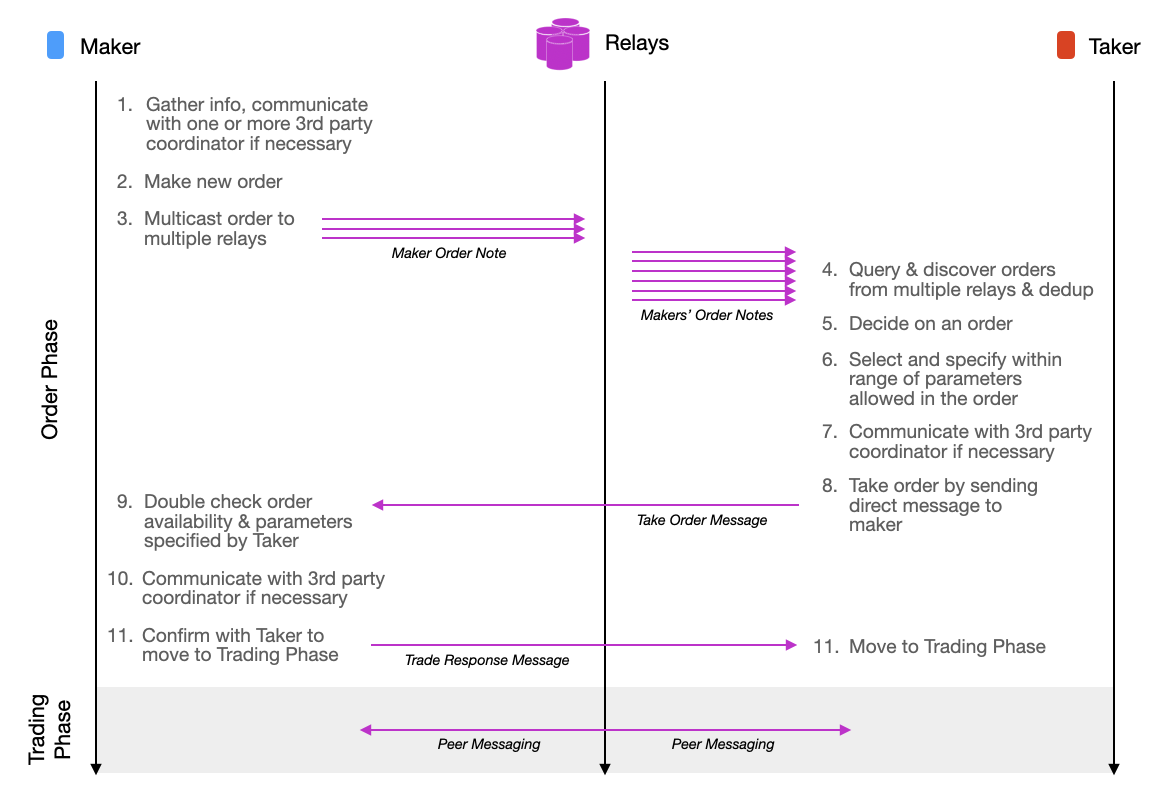 Maker
Relays
Taker
1. Gather info, communicate
with one or more 3rd party
coordinator if necessary
2. Make new order
3. Multicast order to
multiple relays
Maker Order Note
Makers’ Order Notes
4. Query & discover orders
from multiple relays & dedup
5. Decide on an order
6. Select and specify within
range of parameters
allowed in the order
7. Communicate with 3rd party
coordinator if necessary
8. Take order by sending
direct message to
maker
Take Order Message
9. Double check order
availability & parameters
specified by Taker
10. Communicate with 3rd party
coordinator if necessary
11. Confirm with Taker to
move to Trading Phase
Trade Response Message
11. Move to Trading Phase
Order Phase
Trading
Phase
Peer Messaging
Peer Messaging